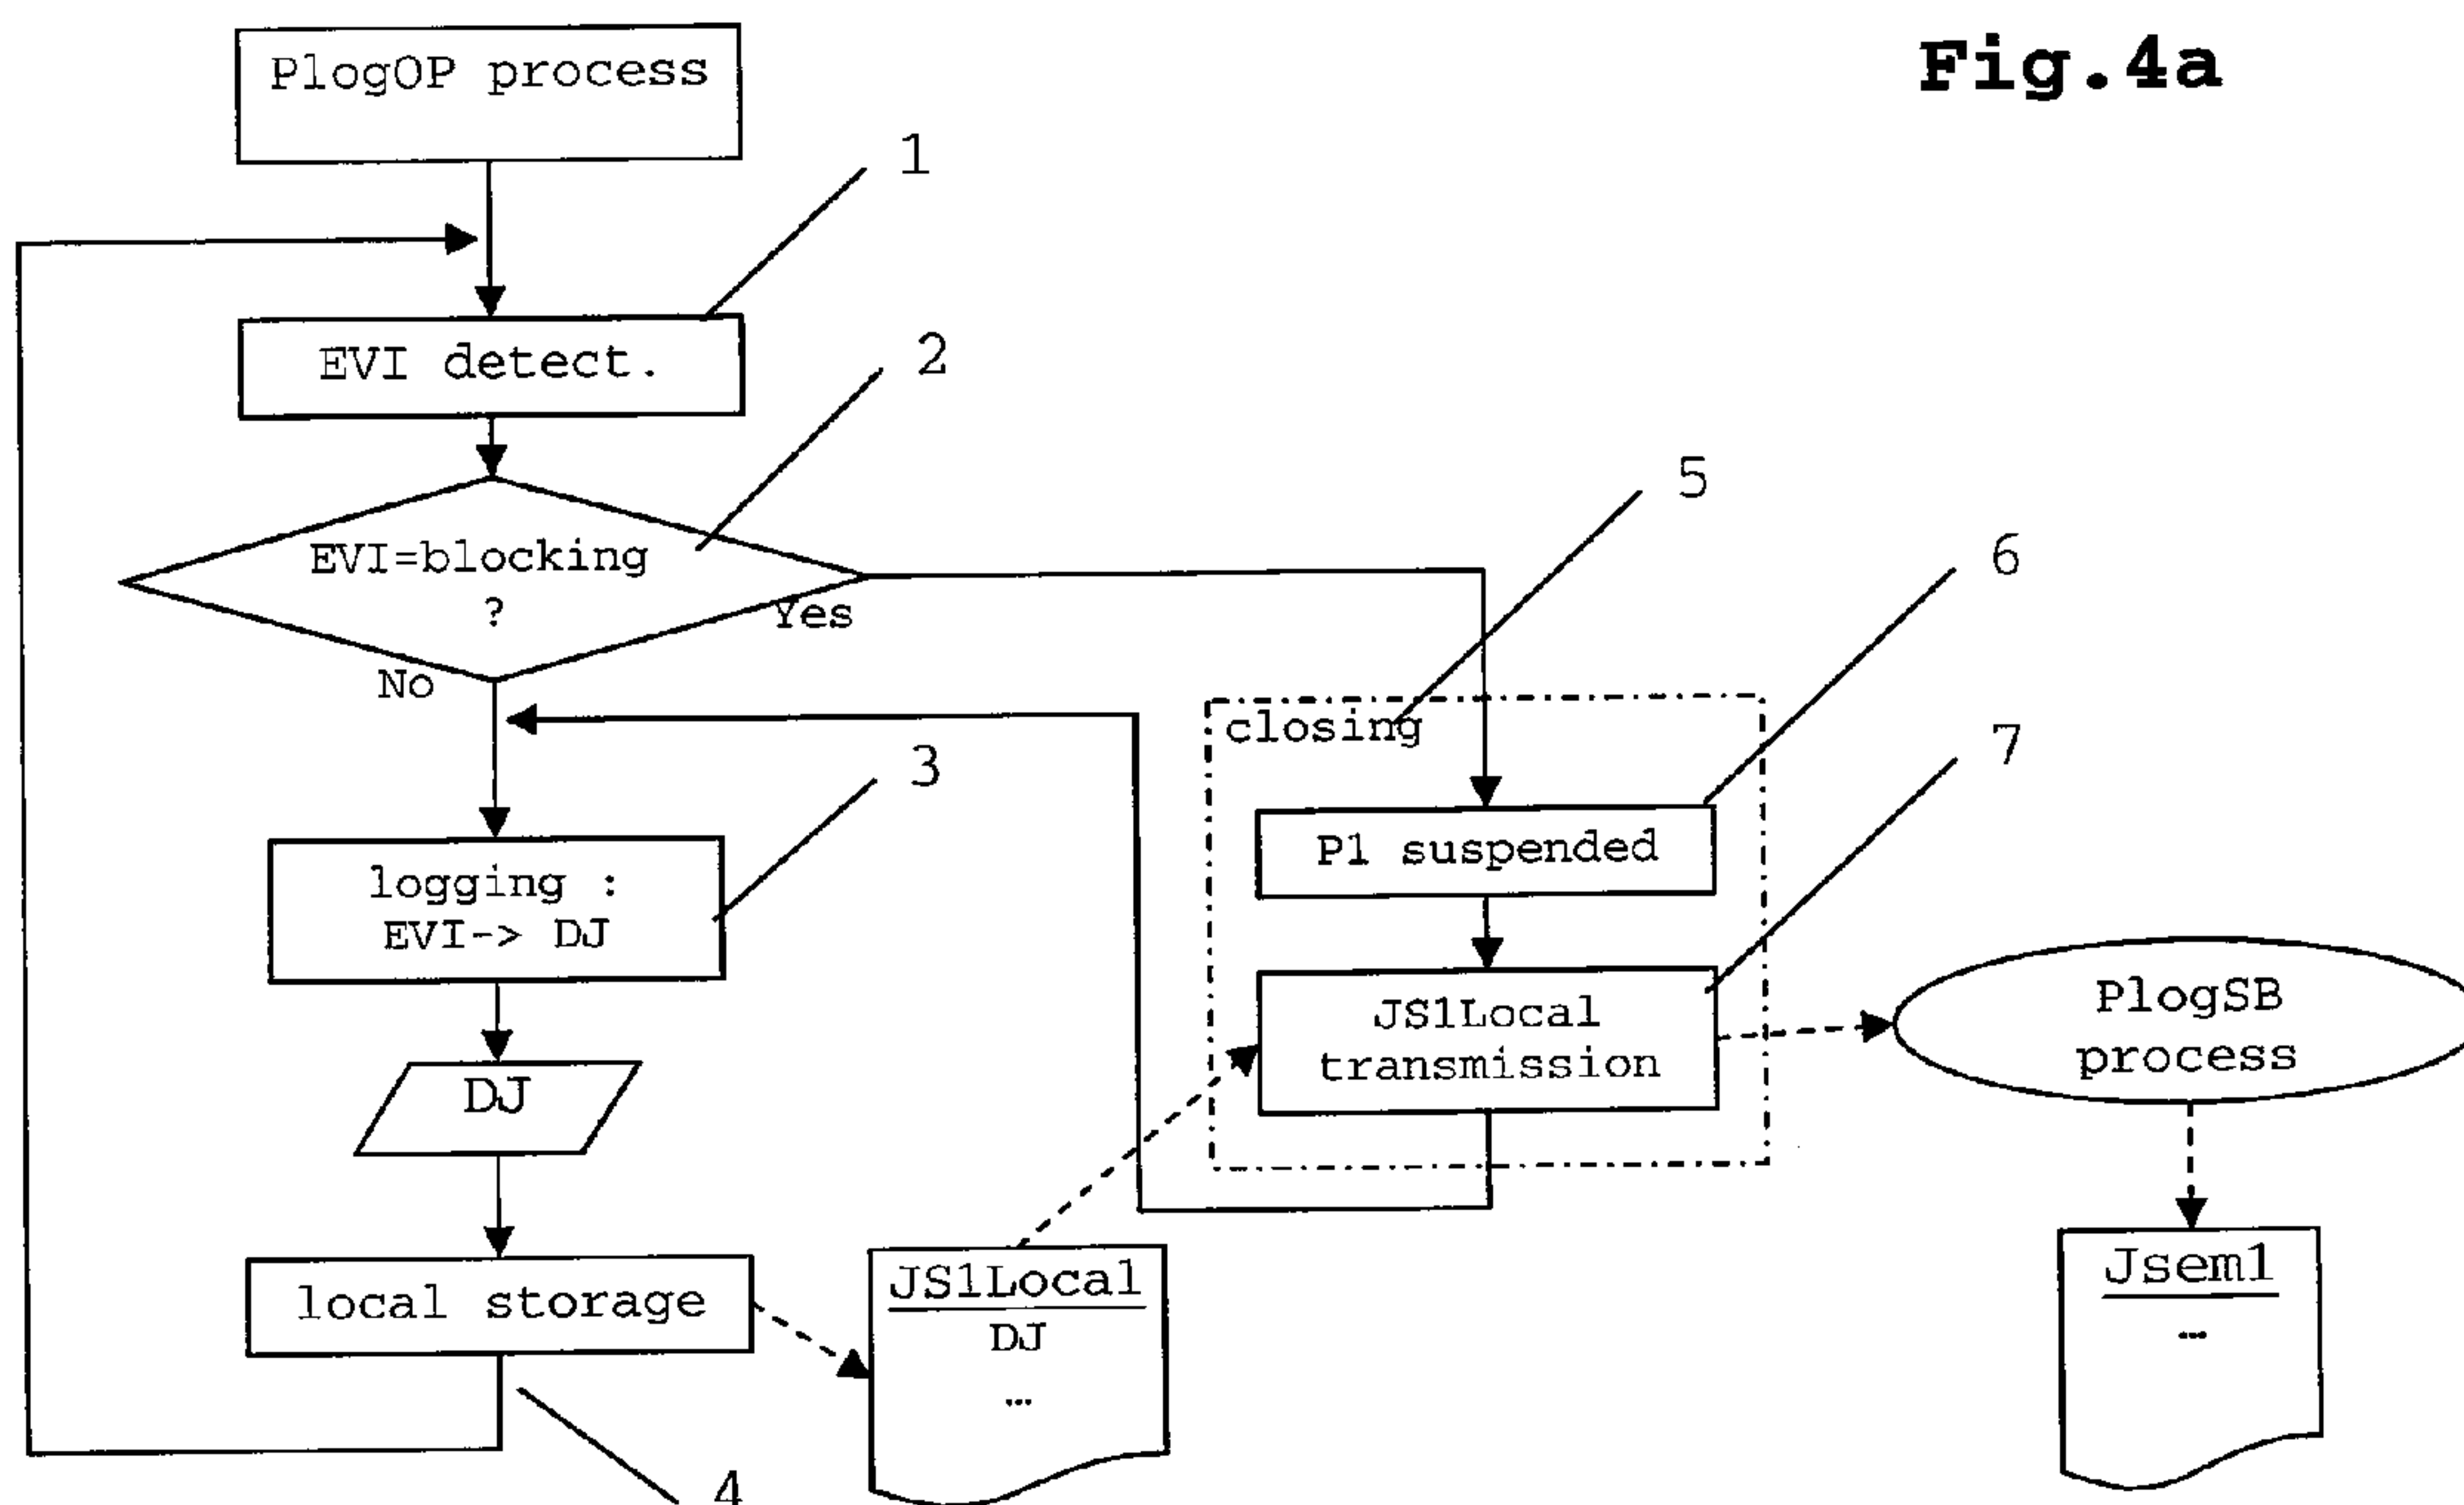 Fig.4a
PlogOP process
1
EVI detect.
2
EVI=blocking
?
Yes
No
5
6
closing
7
3
P1 suspended
logging :
EVI-> DJ
JS1Local
transmission
PlogSB
process
DJ
local storage
JS1Local
DJ
…
Jsem1
…
4